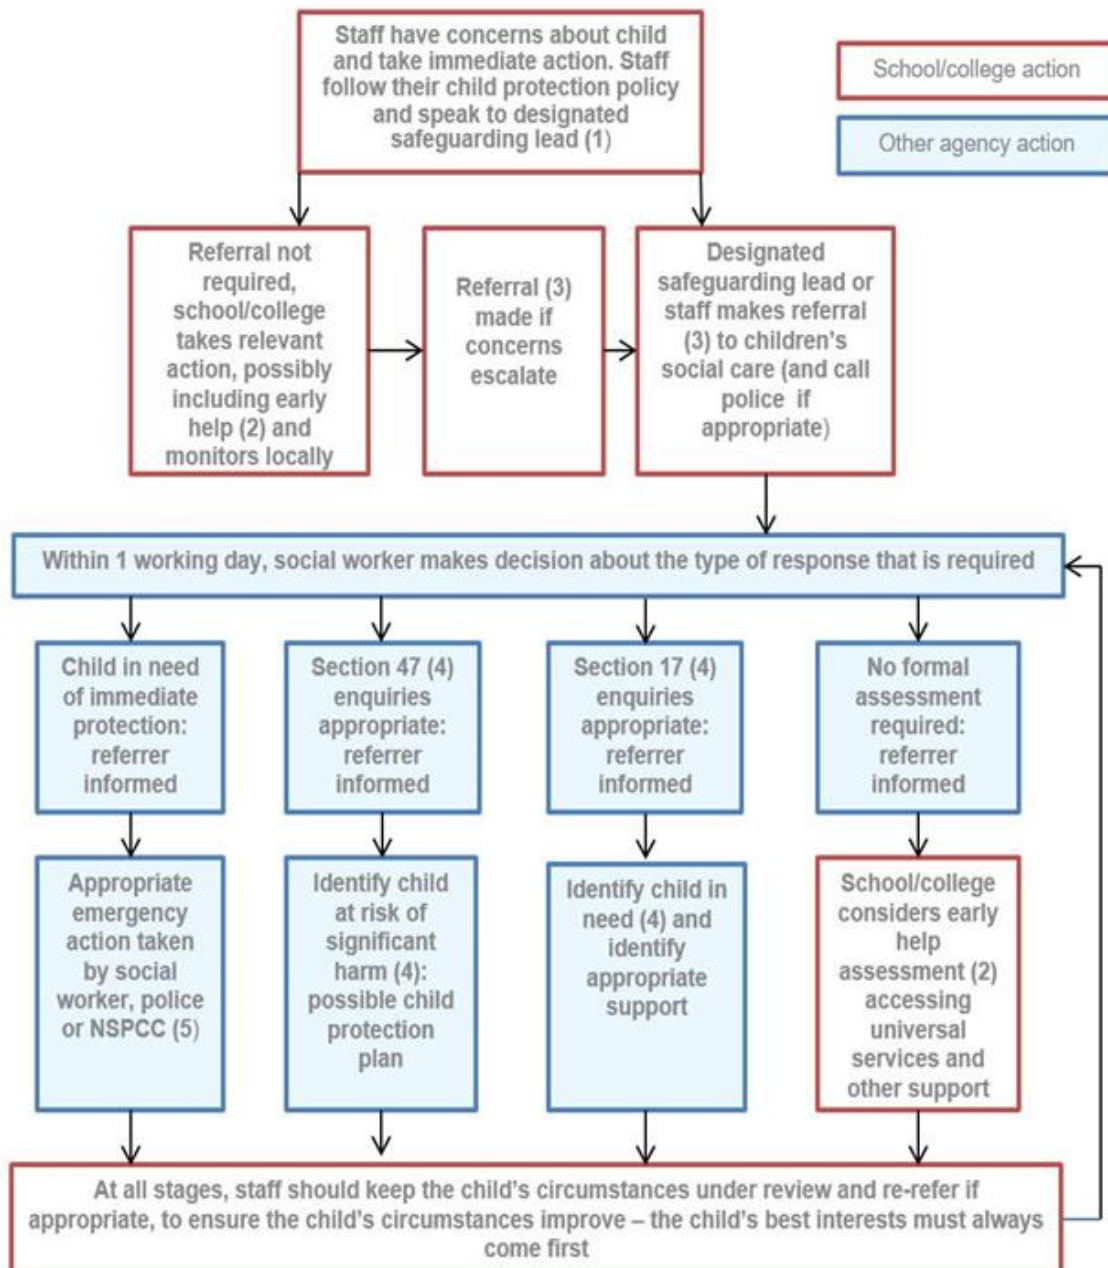 Staff have concerns about child
and take immediate action. Staff
follow their child protection policy
and speak to designated
safeguarding lead (1)
School/college action
Other agency action
Referral not
required,
school/college
takes relevant
action, possibly
including early
help (2) and
monitors locally
Referral (3)
made if
concerns
escalate
Designated
safeguarding lead or
staff makes referral
(3) to children’s
social care (and call
police if
appropriate)
Within 1 working day, social worker makes decision about the type of response that is required
Child in need
of immediate
protection:
referrer
informed
Section 47 (4)
enquiries
appropriate:
referrer
informed
Section 17 (4)
enquiries
appropriate:
referrer
informed
No formal
assessment
required:
referrer
informed
Appropriate
emergency
action taken
by social
worker, police
or NSPCC (5)
Identify child
at risk of
significant
harm (4):
possible child
protection
plan
Identify child in
need (4) and
identify
appropriate
support
School/college
considers early
help
assessment (2)
accessing
universal
services and
other support
At all stages, staff should keep the child’s circumstances under review and re-refer if
appropriate, to ensure the child’s circumstances improve – the child’s best interests must always
come first